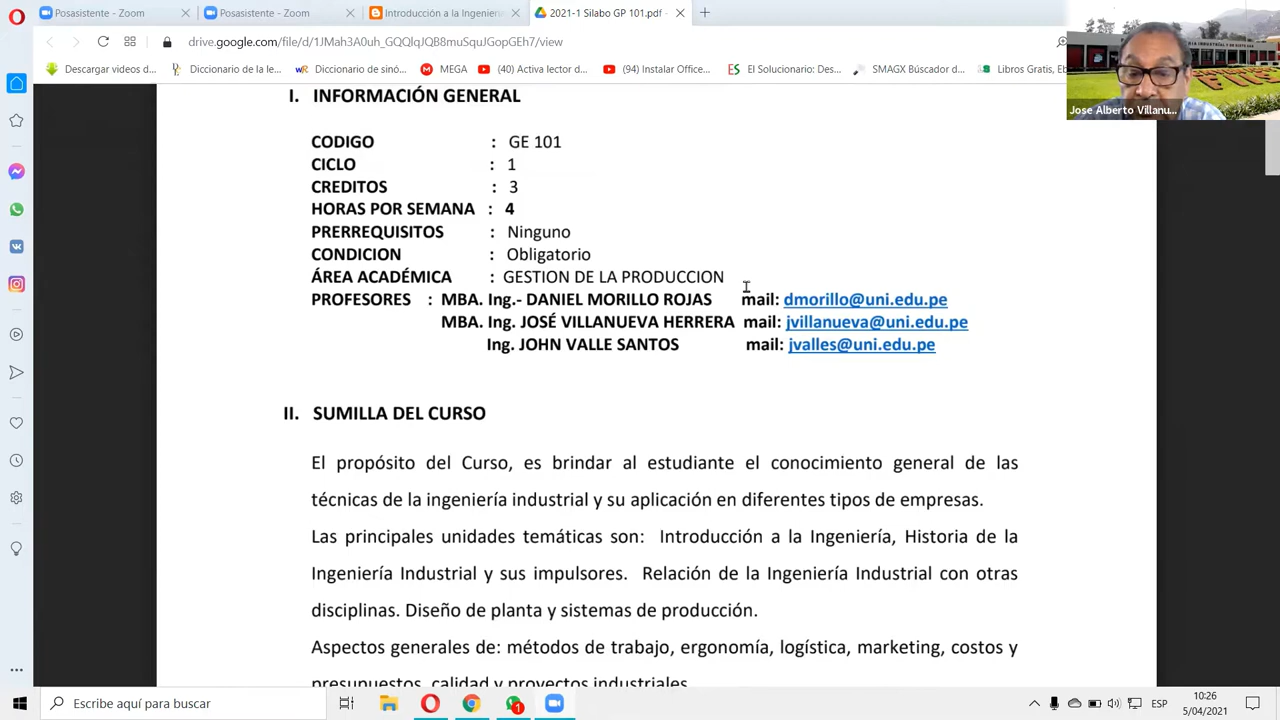 Posasistente - Zoom
Posasistente - Zoom
Introducción a la Ingenierí
2021-1 Silabo GP 101.pdf -
drive.google.com/file/d/1JMah3A0uh_GQQlqJQB8muSquJGopGEh7/view
Descargar videos d...
Diccionario de la le...
Diccionario de sinó...
MEGA
(40) Activa lector d...
(94) Instalar Office...
El Solucionario: Des...
SMAGX Búscador d...
Libros Gratis, EB
Jose Alberto Villanu...
I. INFORMACIÓN GENERAL
CODIGO : GE 101
CICLO : 1
CREDITOS : 3
HORAS POR SEMANA : 4
PRERREQUISITOS : Ninguno
CONDICION : Obligatorio
ÁREA ACADÉMICA : GESTION DE LA PRODUCCION
PROFESORES : MBA. Ing.- DANIEL MORILLO ROJAS mail: dmorillo@uni.edu.pe
MBA. Ing. JOSÉ VILLANUEVA HERRERA mail: jvillanueva@uni.edu.pe
Ing. JOHN VALLE SANTOS mail: jvalles@uni.edu.pe
II. SUMILLA DEL CURSO
El propósito del Curso, es brindar al estudiante el conocimiento general de las
técnicas de la ingeniería industrial y su aplicación en diferentes tipos de empresas.
Las principales unidades temáticas son: Introducción a la Ingeniería, Historia de la
Ingeniería Industrial y sus impulsores. Relación de la Ingeniería Industrial con otras
disciplinas. Diseño de planta y sistemas de producción.
Aspectos generales de: métodos de trabajo, ergonomía, logística, marketing, costos y
presupuestos, calidad y proyectos industriales.
Escribe aquí para buscar
1
ESP
10:26
5/04/2021